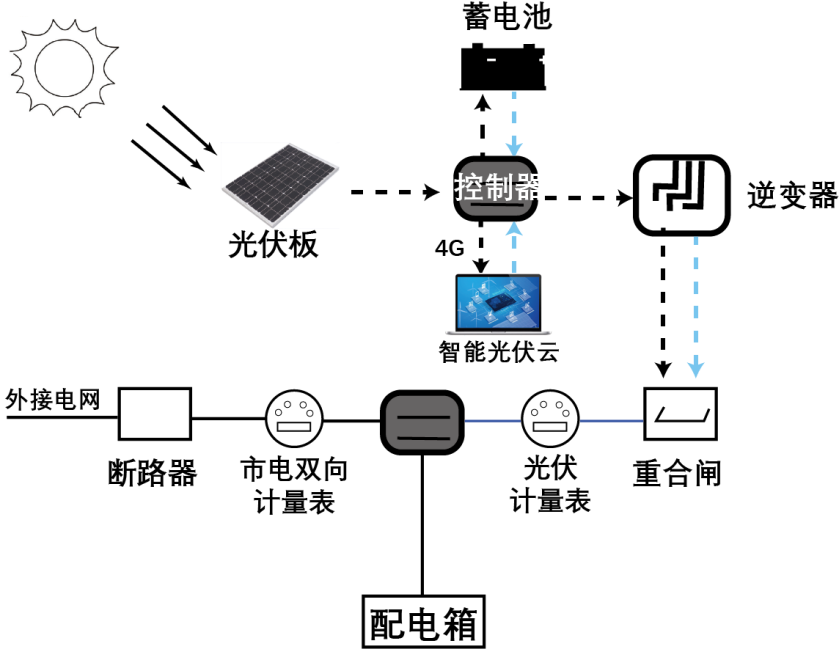 蓄电池
控制器
逆变器
光伏板
4G
智能光伏云
外接电网
断路器
市电双向
计量表
光伏
计量表
重合闸
配电箱